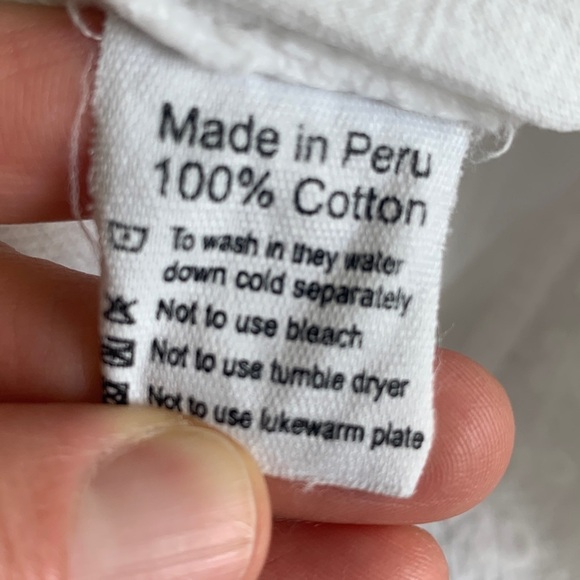 Made in Peru
100% Cotton
To wash in they water
down cold separately
Not to use bleach
Not to use tumble dryer
Not to use lukewarm plate